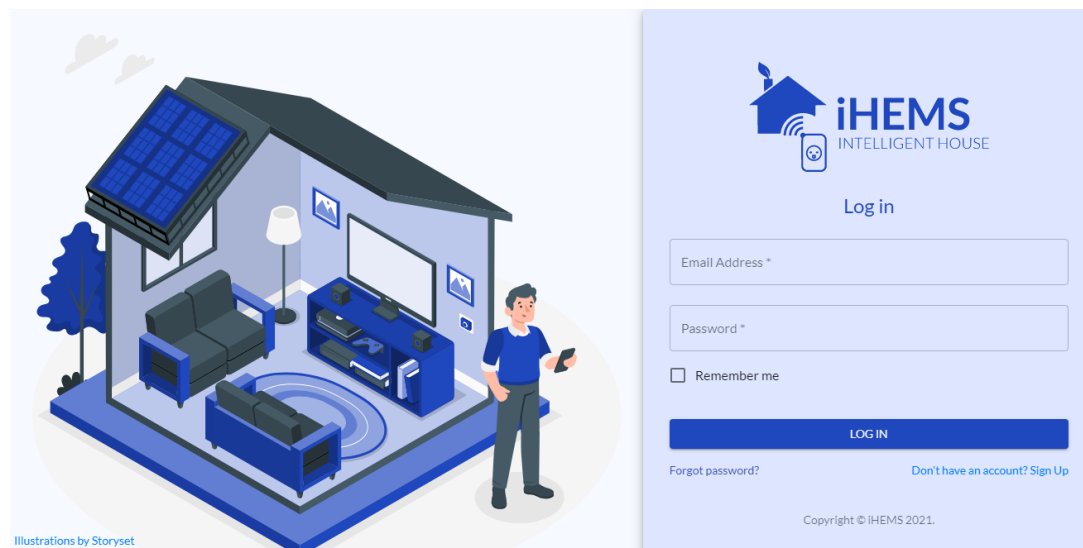 iHEMS
INTELLIGENT HOUSE
Log in
Email Address *
Password *
Remember me
LOG IN
Forgot password?
Don't have an account? Sign Up
Copyright © iHEMS 2021.
Illustrations by Storyset